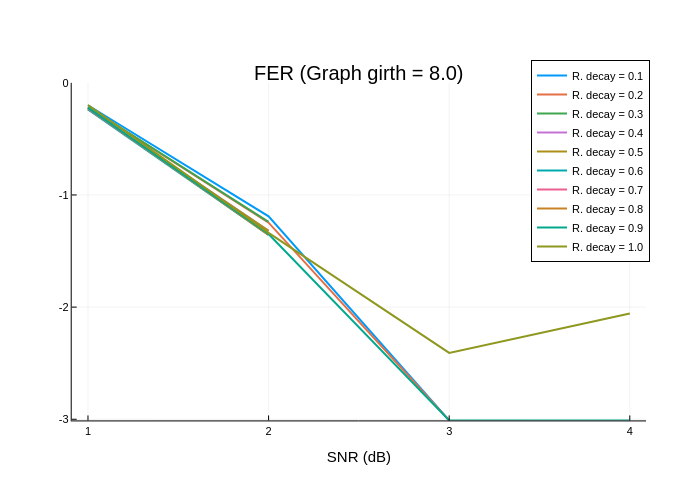 FER (Graph girth = 8.0)
R. decay = 0.1
R. decay = 0.2
R. decay = 0.3
R. decay = 0.4
R. decay = 0.5
R. decay = 0.6
R. decay = 0.7
R. decay = 0.8
R. decay = 0.9
R. decay = 1.0
0
-1
-2
-3
1 2 3 4
SNR (dB)